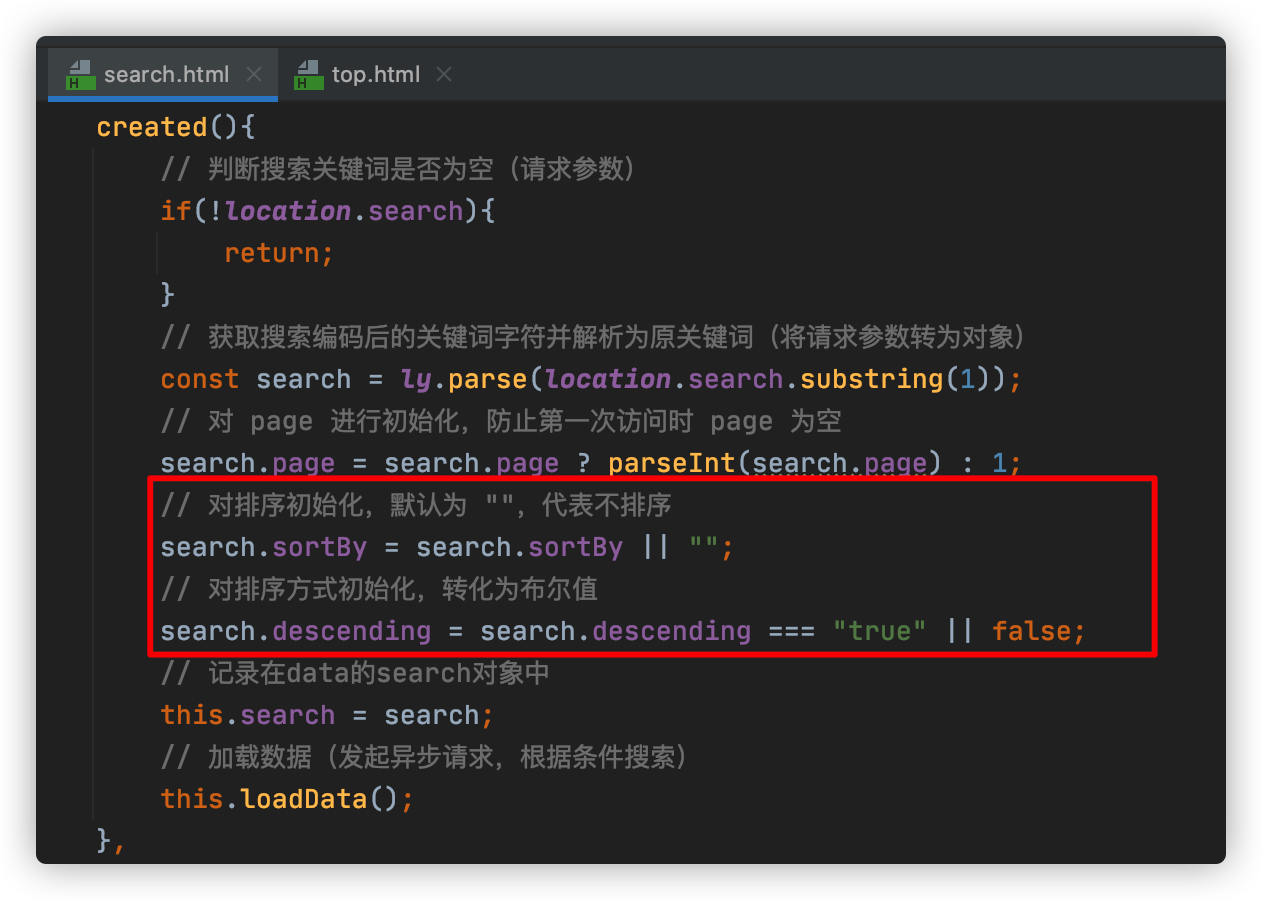 search.html top.html
created(){
// 判断搜索关键词是否为空（请求参数）
if(!location.search){
return;
}
// 获取搜索编码后的关键词字符并解析为原关键词（将请求参数转为对象）
const search = ly.parse(location.search.substring(1));
// 对 page 进行初始化，防止第一次访问时 page 为空
search.page = search.page ? parseInt(search.page) : 1;
// 对排序初始化，默认为 ""，代表不排序
search.sortBy = search.sortBy || "";
// 对排序方式初始化，转化为布尔值
search.descending = search.descending === "true" || false;
// 记录在data的search对象中
this.search = search;
// 加载数据（发起异步请求，根据条件搜索）
this.loadData();
},